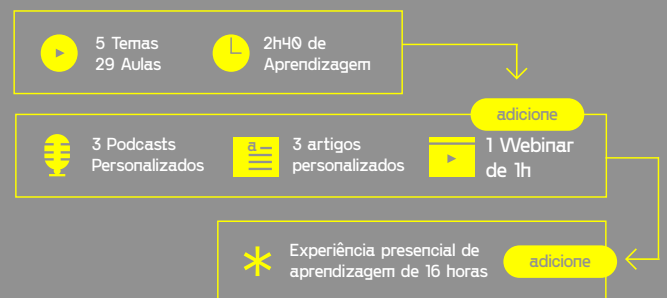 5 Temas
29 Aulas
2h40 de
Aprendizagem
adicione
3 Podcasts
Personalizados
a
3 artigos
personalizados
1 Webinar
de 1h
Experiência presencial de
aprendizagem de 16 horas
adicione